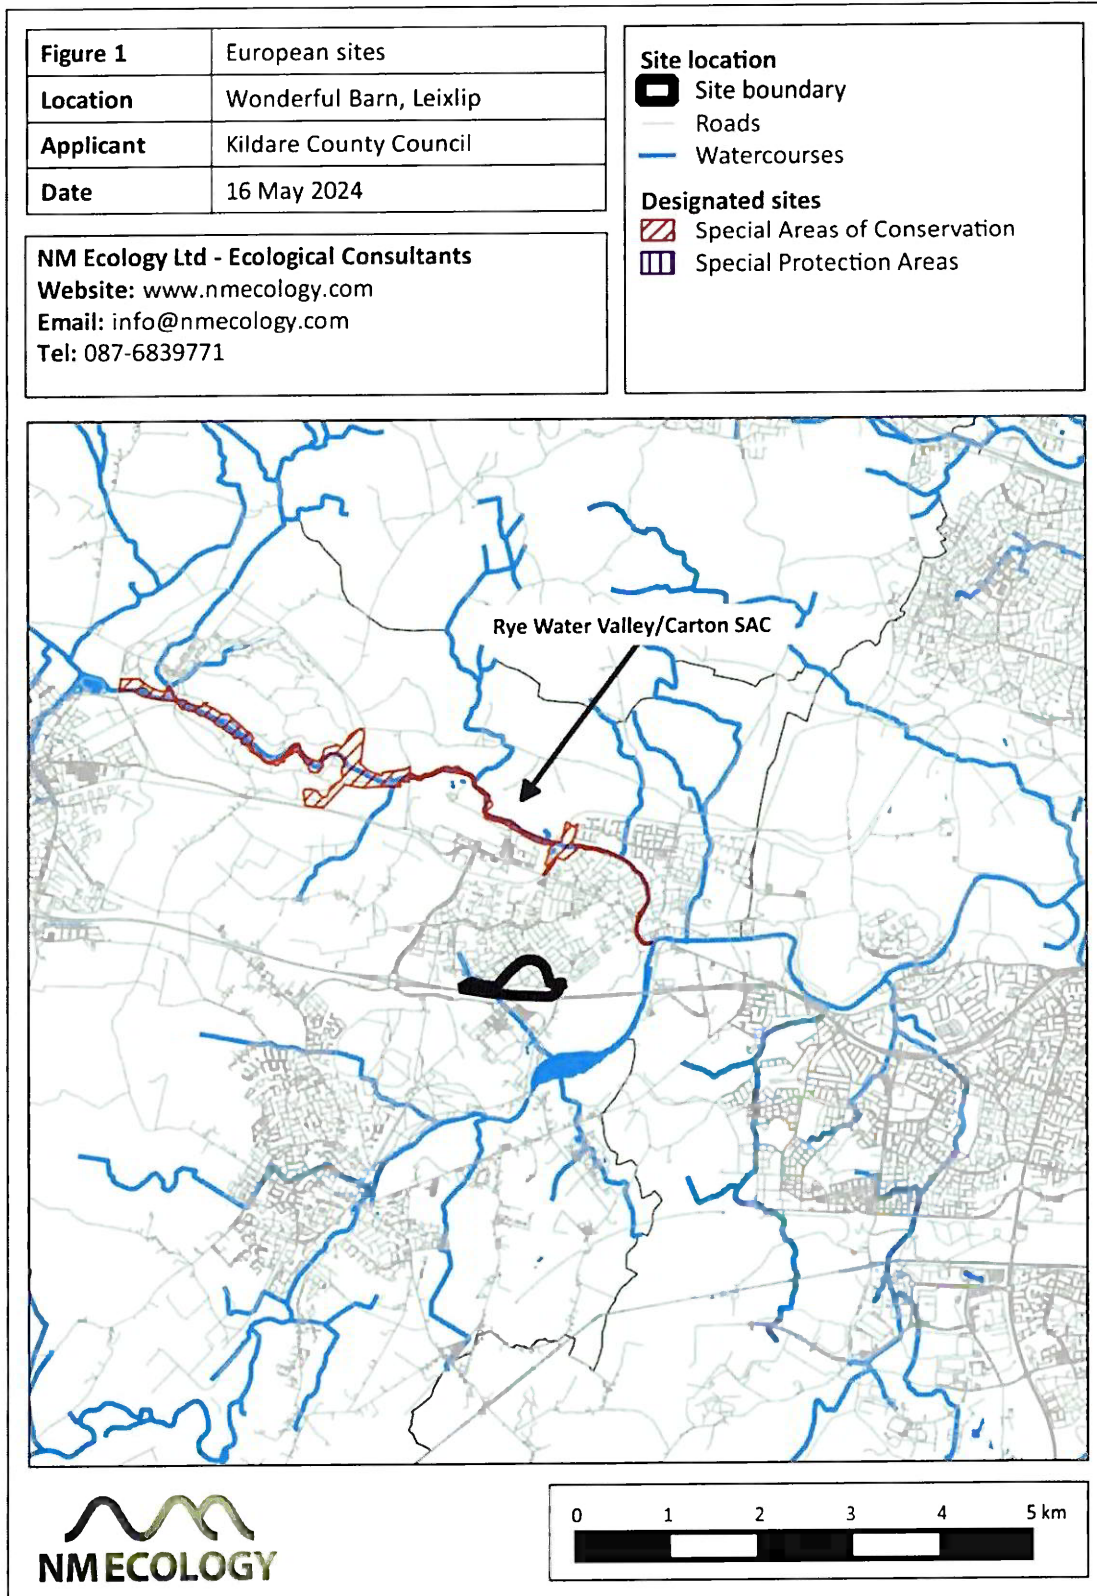 Figure 1 European sites
Location Wonderful Barn, Leixlip
Applicant Kildare County Council
Date 16 May 2024
NM Ecology Ltd - Ecological Consultants
Website: www.nmecology.com
Email: info@nmecology.com
Tel: 087-6839771
Site location
Site boundary
Roads
Watercourses
Designated sites
Special Areas of Conservation
Special Protection Areas
Rye Water Valley/Carton SAC
NMECOLOGY
0 1 2 3 4 5 km